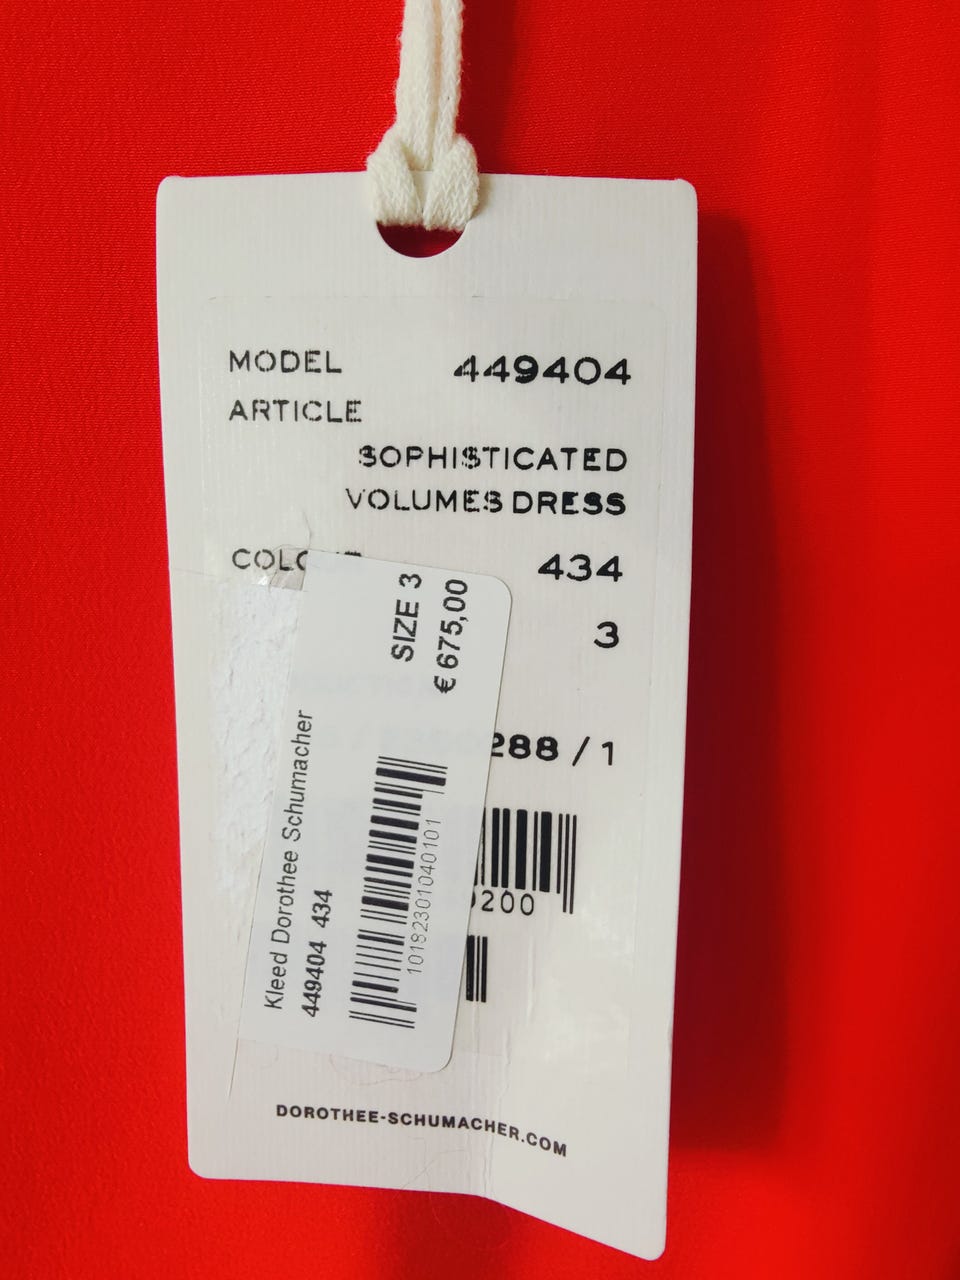 MODEL 449404
ARTICLE
SOPHISTICATED
VOLUMES DRESS
434
3
288 / 1
DOROTHEE-SCHUMACHER.COM
Kleed Dorothee Schumacher
449404 434
1018230104010​1
SIZE 3
€ 675,00